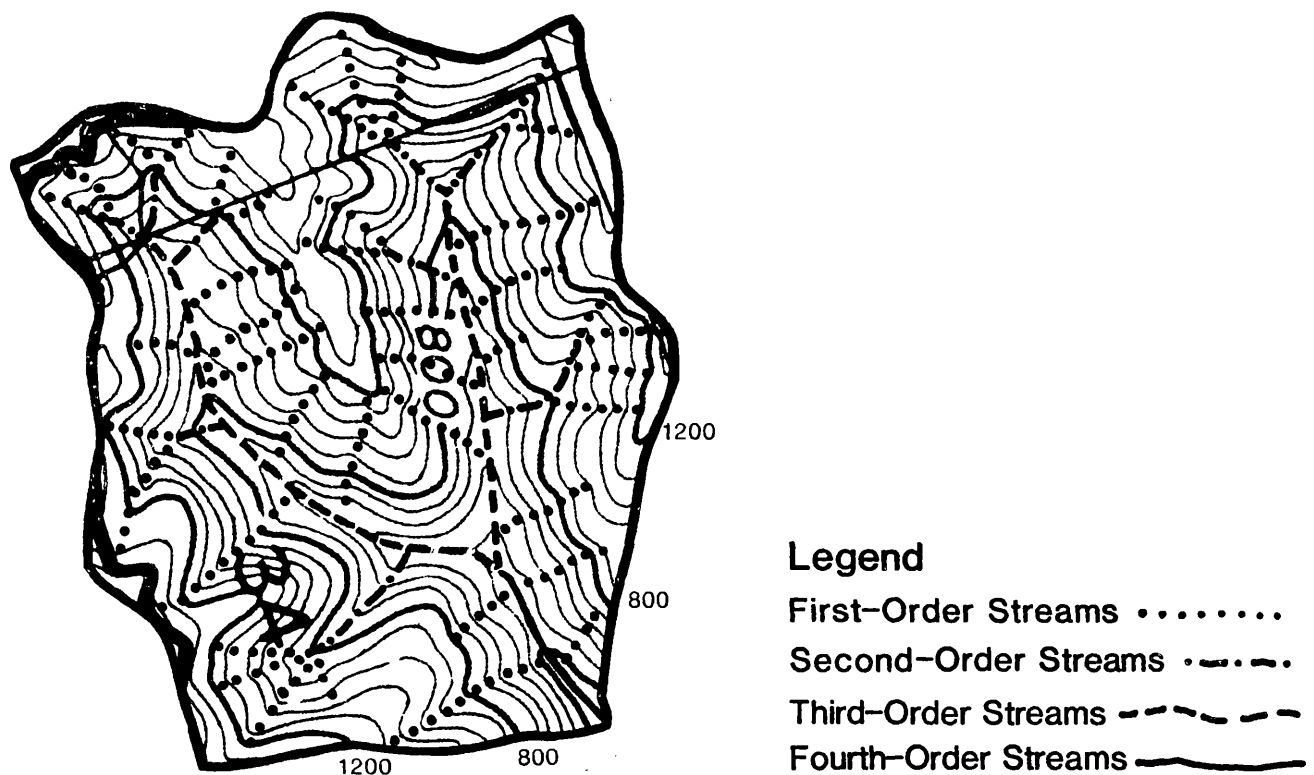 800
1200
800
1200
800
Legend
First-Order Streams
Second-Order Streams
Third-Order Streams
Fourth-Order Streams